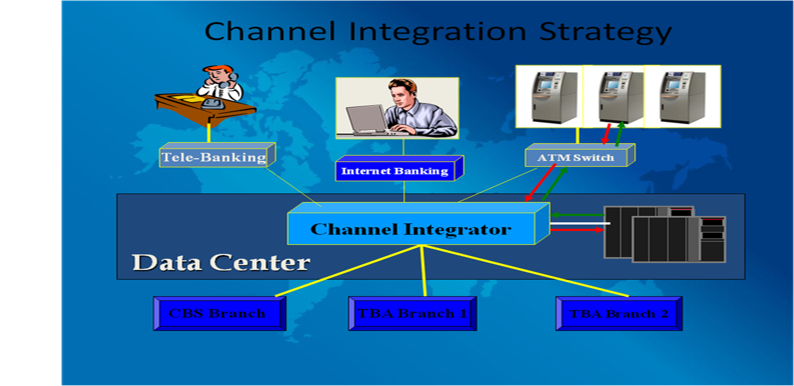 Channel Integration Strategy
Tele-Banking
Internet Banking
ATM Switch
Channel Integrator
Data Center
CBS Branch
TBA Branch 1
TBA Branch 2